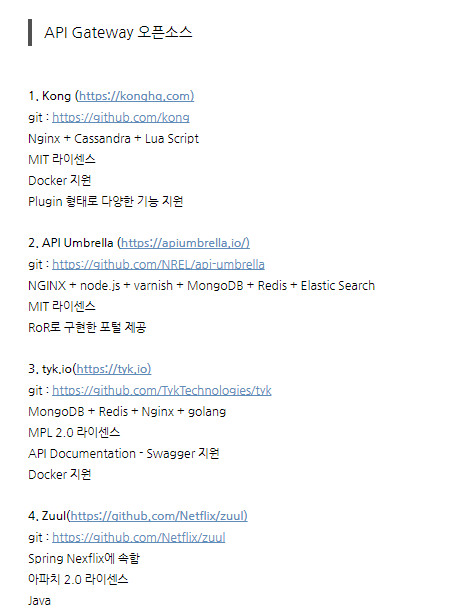 API Gateway 오픈소스
1. Kong (https://konghq.com)
git : https://github.com/kong
Nginx + Cassandra + Lua Script
MIT 라이센스
Docker 지원
Plugin 형태로 다양한 기능 지원
2. API Umbrella (https://apiumbrella.io/)
git : https://github.com/NREL/api-umbrella
NGINX + node.js + varnish + MongoDB + Redis + Elastic Search
MIT 라이센스
RoR로 구현한 포털 제공
3. tyk.io(https://tyk.io)
git : https://github.com/TykTechnologies/tyk
MongoDB + Redis + Nginx + golang
MPL 2.0 라이센스
API Documentation - Swagger 지원
Docker 지원
4. Zuul(https://github.com/Netflix/zuul)
git : https://github.com/Netflix/zuul
Spring Nexflix에 속함
아파치 2.0 라이센스
Java